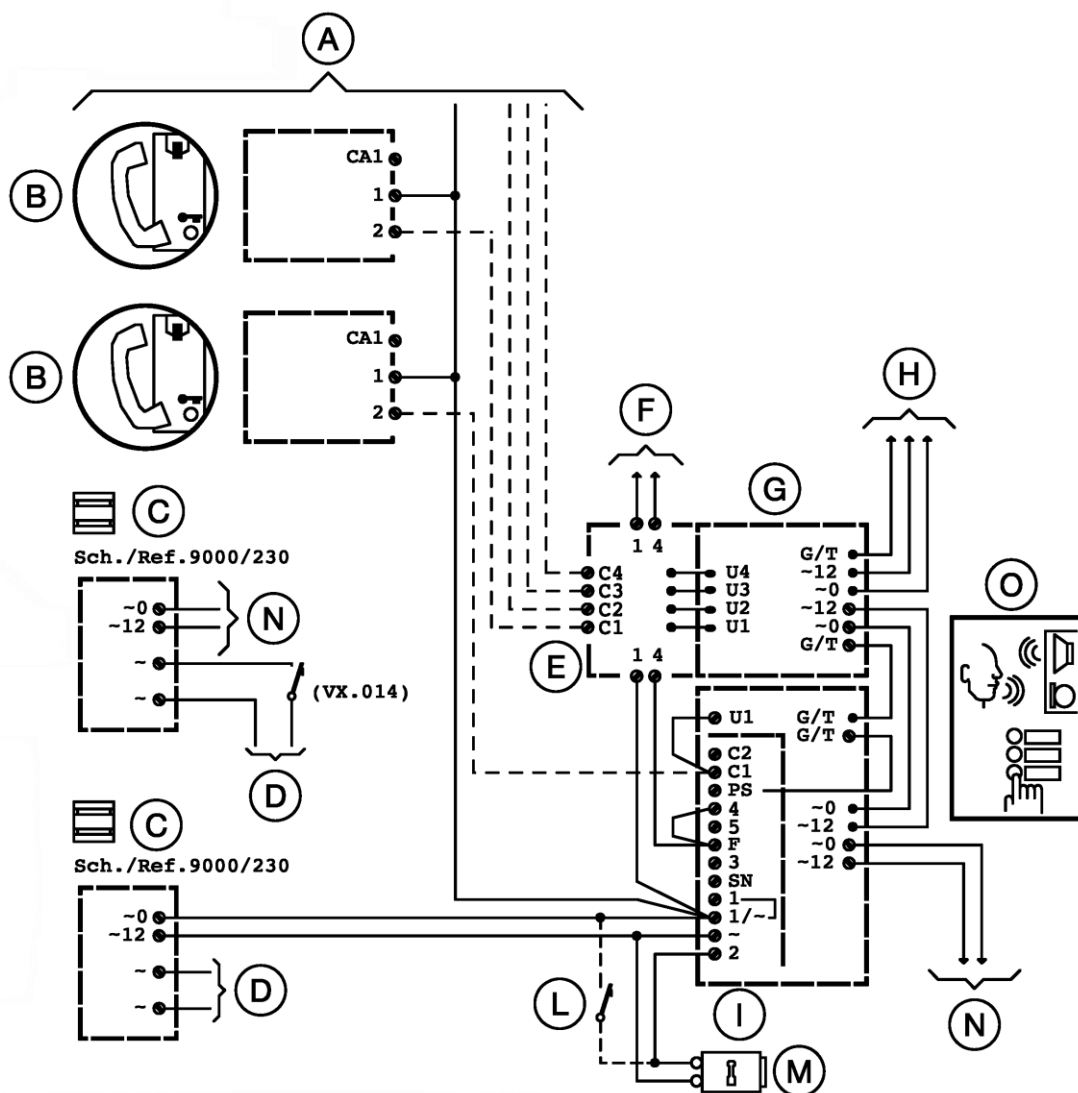 A
B
CA1
1
2
B
CA1
1
2
H
F
C
G
Sch./Ref.9000/230
1 4
G/T
C4 U4 ~12
C3 U3 ~0
O
~0
C2 U2 ~12
N
~12
C1 U1 ~0
1 4
G/T
~
E
(VX.014)
~
U1 G/T
G/T
C2
D
C1
PS
4 ~0
C
5 ~12
F ~0
Sch./Ref.9000/230
3 ~12
SN
1
~0
1/~
~12
~
2
~
D
~
L
I
N
M